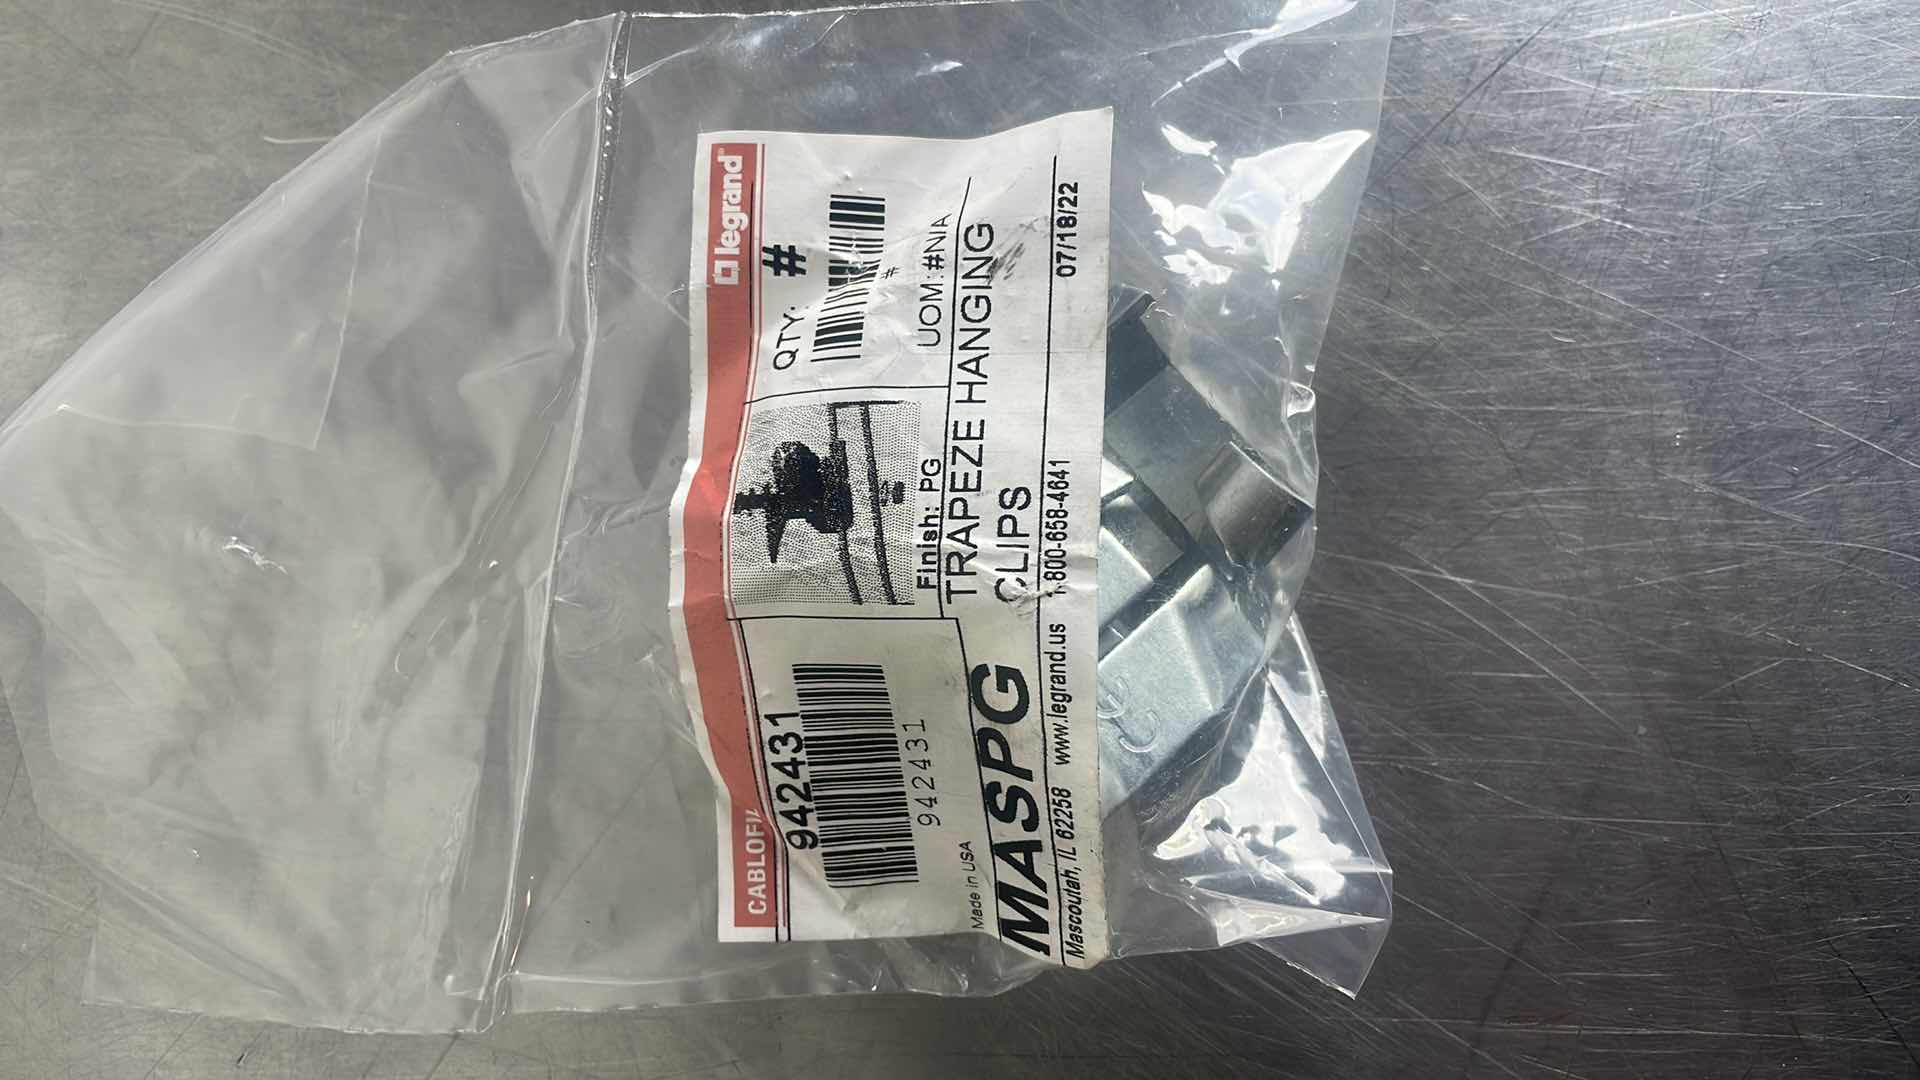 CABLOFIL
legrand®
942431
942431
Made in USA
Finish: PG
QTY: #
#
UOM: #N/A
MASPG
TRAPEZE HANGING
CLIPS
Mascoutah, IL 62258 www.legrand.us 1-800-658-4641 07/18/22
CE